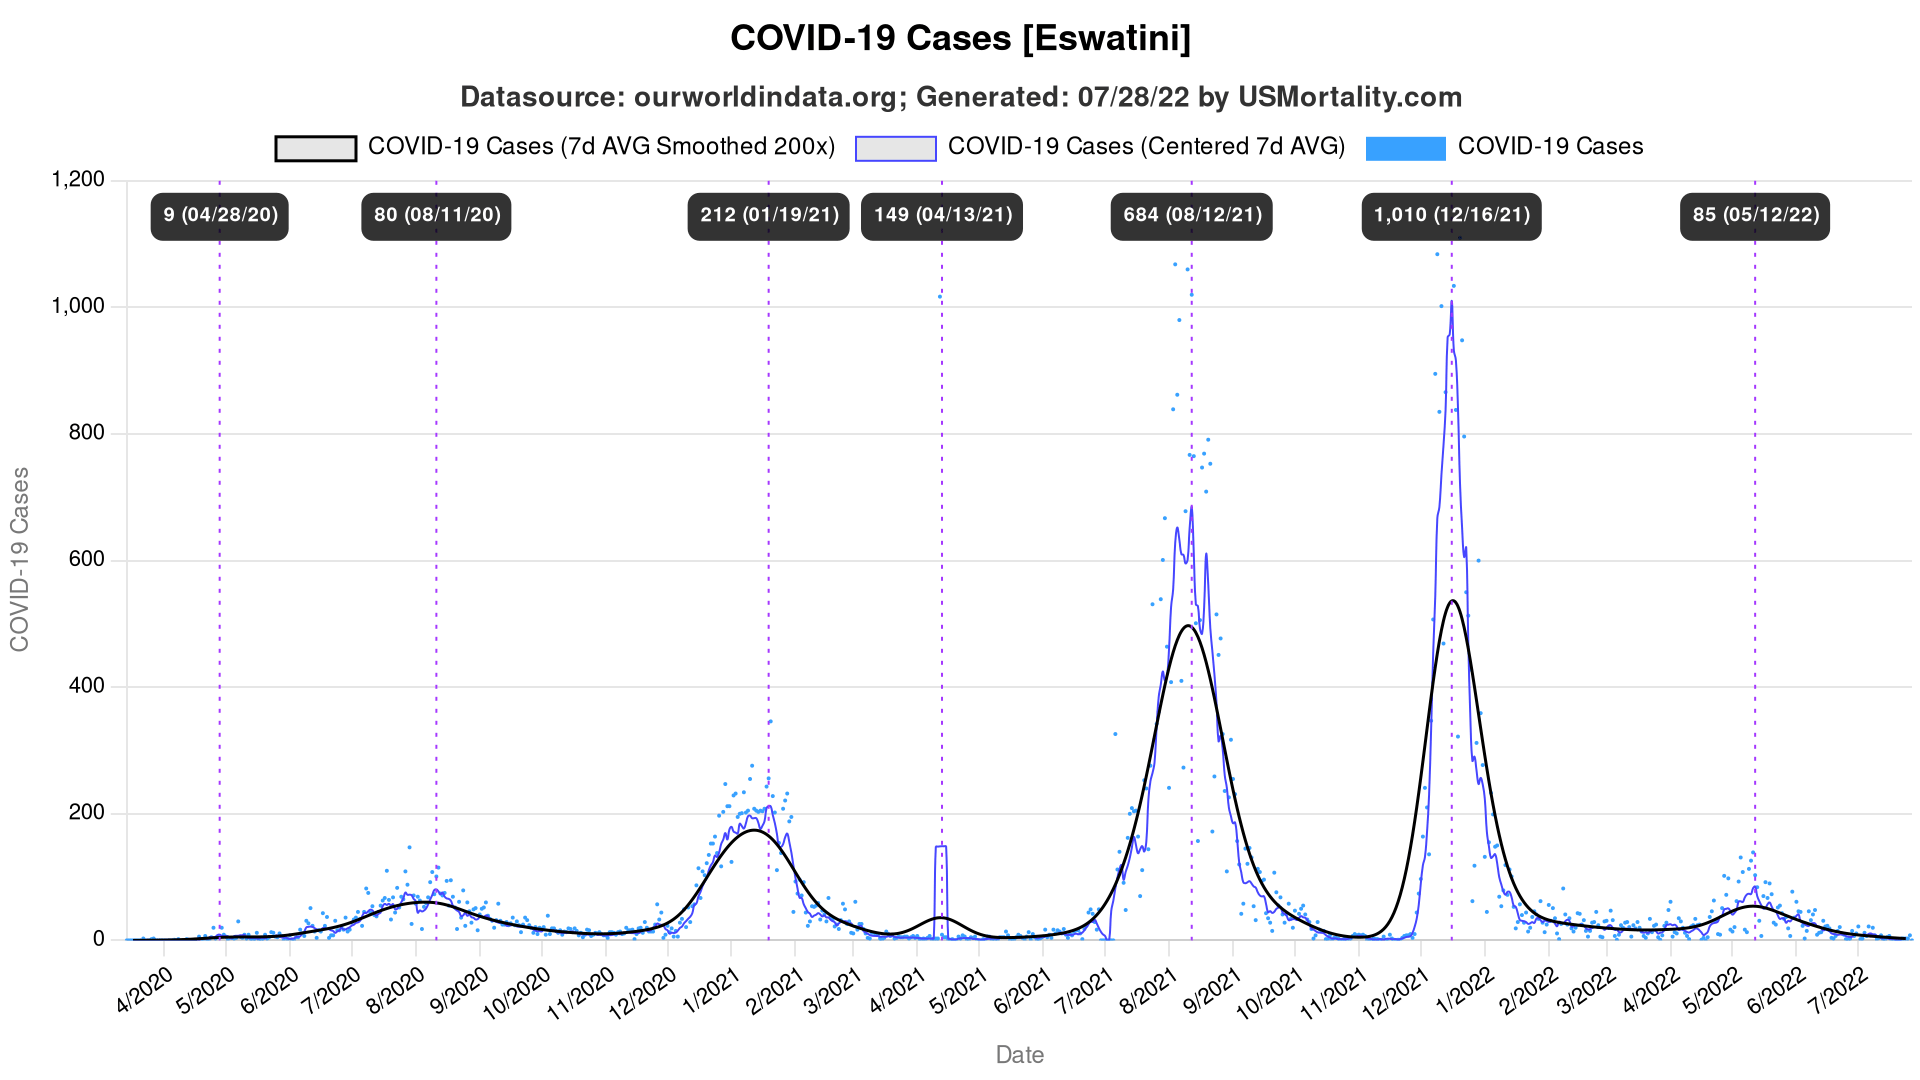 COVID-19 Cases [Eswatini]
Datasource: ourworldindata.org; Generated: 07/28/22 by USMortality.com
COVID-19 Cases (7d AVG Smoothed 200x) COVID-19 Cases (Centered 7d AVG) COVID-19 Cases
9 (04/28/20) 80 (08/11/20) 212 (01/19/21) 149 (04/13/21) 684 (08/12/21) 1,010 (12/16/21) 85 (05/12/22)
1,200
1,000
800
600
400
200
0
COVID-19 Cases
4/2020 5/2020 6/2020 7/2020 8/2020 9/2020 10/2020 11/2020 12/2020 1/2021 2/2021 3/2021 4/2021 5/2021 6/2021 7/2021 8/2021 9/2021 10/2021 11/2021 12/2021 1/2022 2/2022 3/2022 4/2022 5/2022 6/2022 7/2022
Date